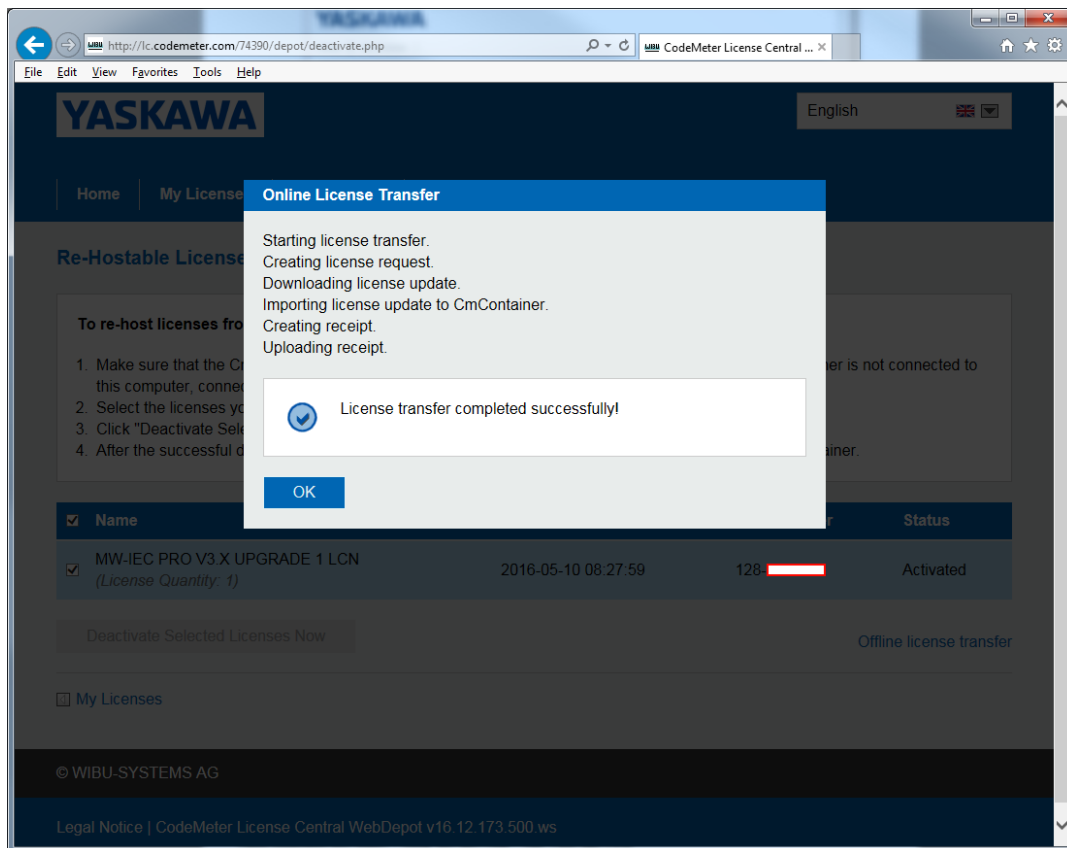 YASKAWA
http://lc.codemeter.com/74390/depot/deactivate.php
WIBU CodeMeter License Central ... ×
File Edit View Favorites Tools Help
YASKAWA
English
Home My License
Online License Transfer
Starting license transfer.
Creating license request.
Downloading license update.
Importing license update to CmContainer.
Creating receipt.
Uploading receipt.
License transfer completed successfully!
OK
Re-Hostable License
To re-host licenses fro
1. Make sure that the er is not connected to
this computer, connec
2. Select the licenses yo
3. Click "Deactivate Sele
4. After the successful d ainer.
Name r Status
MW-IEC PRO V3.X UPGRADE 1 LCN
(License Quantity: 1)
2016-05-10 08:27:59 128- Activated
Deactivate Selected Licenses Now
Offline license transfer
My Licenses
© WIBU-SYSTEMS AG
Legal Notice | CodeMeter License Central WebDepot v16.12.173.500.ws